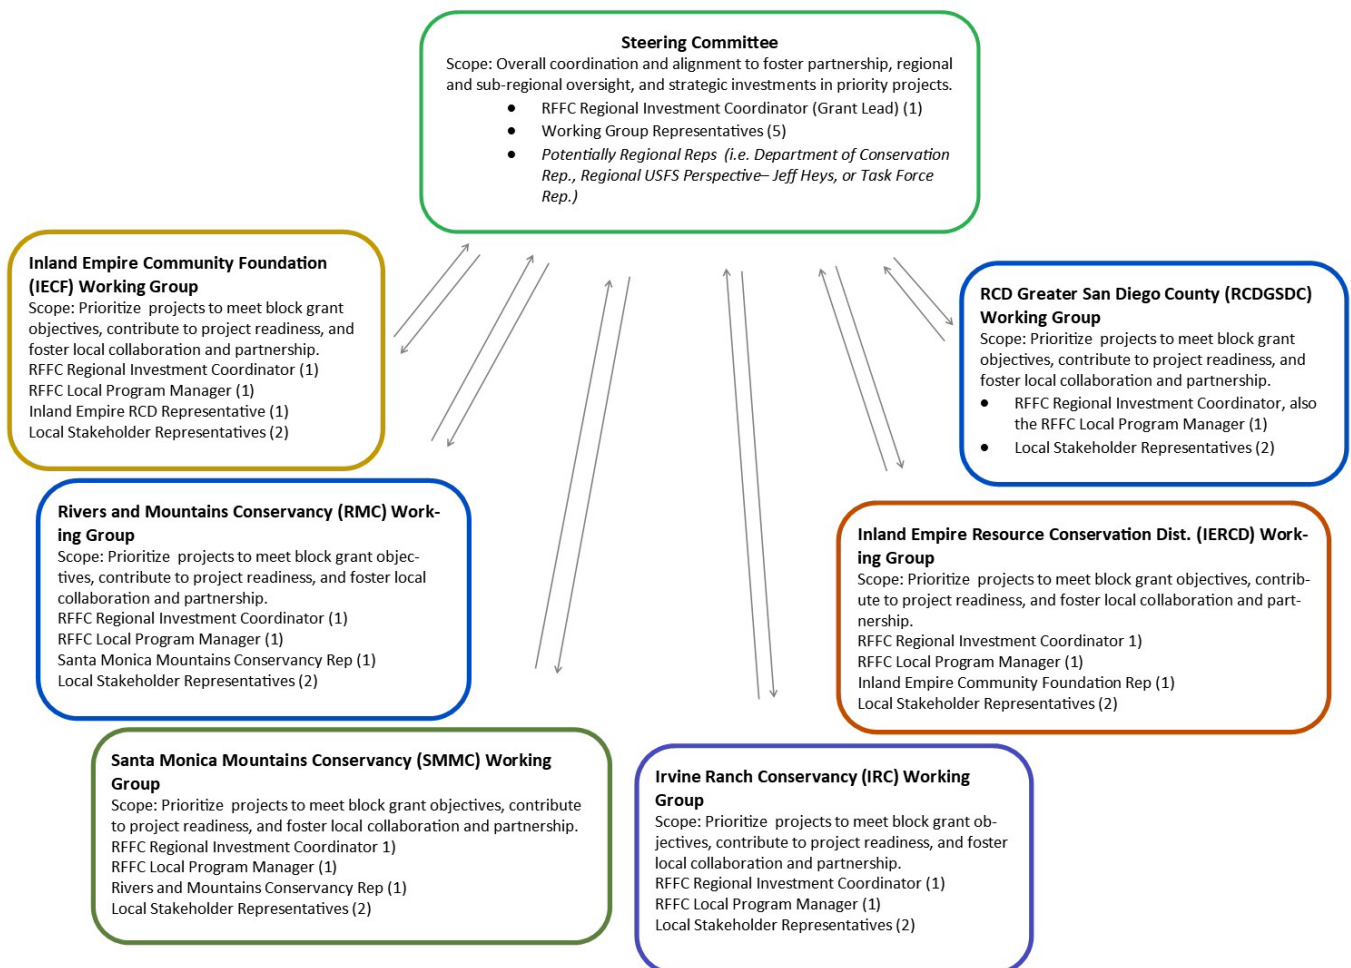 Steering Committee
Scope: Overall coordination and alignment to foster partnership, regional
and sub-regional oversight, and strategic investments in priority projects.
● RFFC Regional Investment Coordinator (Grant Lead) (1)
● Working Group Representatives (5)
● Potentially Regional Reps (i.e. Department of Conservation
Rep., Regional USFS Perspective– Jeff Heys, or Task Force
Rep.)
Inland Empire Community Foundation
(IECF) Working Group
Scope: Prioritize projects to meet block grant
objectives, contribute to project readiness, and
foster local collaboration and partnership.
RFFC Regional Investment Coordinator (1)
RFFC Local Program Manager (1)
Inland Empire RCD Representative (1)
Local Stakeholder Representatives (2)
RCD Greater San Diego County (RCDGSDC)
Working Group
Scope: Prioritize projects to meet block grant
objectives, contribute to project readiness, and
foster local collaboration and partnership.
● RFFC Regional Investment Coordinator, also
the RFFC Local Program Manager (1)
● Local Stakeholder Representatives (2)
Rivers and Mountains Conservancy (RMC) Work-
ing Group
Scope: Prioritize projects to meet block grant objec-
tives, contribute to project readiness, and foster local
collaboration and partnership.
RFFC Regional Investment Coordinator (1)
RFFC Local Program Manager (1)
Santa Monica Mountains Conservancy Rep (1)
Local Stakeholder Representatives (2)
Inland Empire Resource Conservation Dist. (IERCD) Work-
ing Group
Scope: Prioritize projects to meet block grant objectives, contrib-
ute to project readiness, and foster local collaboration and part-
nership.
RFFC Regional Investment Coordinator 1)
RFFC Local Program Manager (1)
Inland Empire Community Foundation Rep (1)
Local Stakeholder Representatives (2)
Santa Monica Mountains Conservancy (SMMC) Working
Group
Scope: Prioritize projects to meet block grant objectives, contribute
to project readiness, and foster local collaboration and partnership.
RFFC Regional Investment Coordinator 1)
RFFC Local Program Manager (1)
Rivers and Mountains Conservancy Rep (1)
Local Stakeholder Representatives (2)
Irvine Ranch Conservancy (IRC) Working
Group
Scope: Prioritize projects to meet block grant ob-
jectives, contribute to project readiness, and foster
local collaboration and partnership.
RFFC Regional Investment Coordinator (1)
RFFC Local Program Manager (1)
Local Stakeholder Representatives (2)